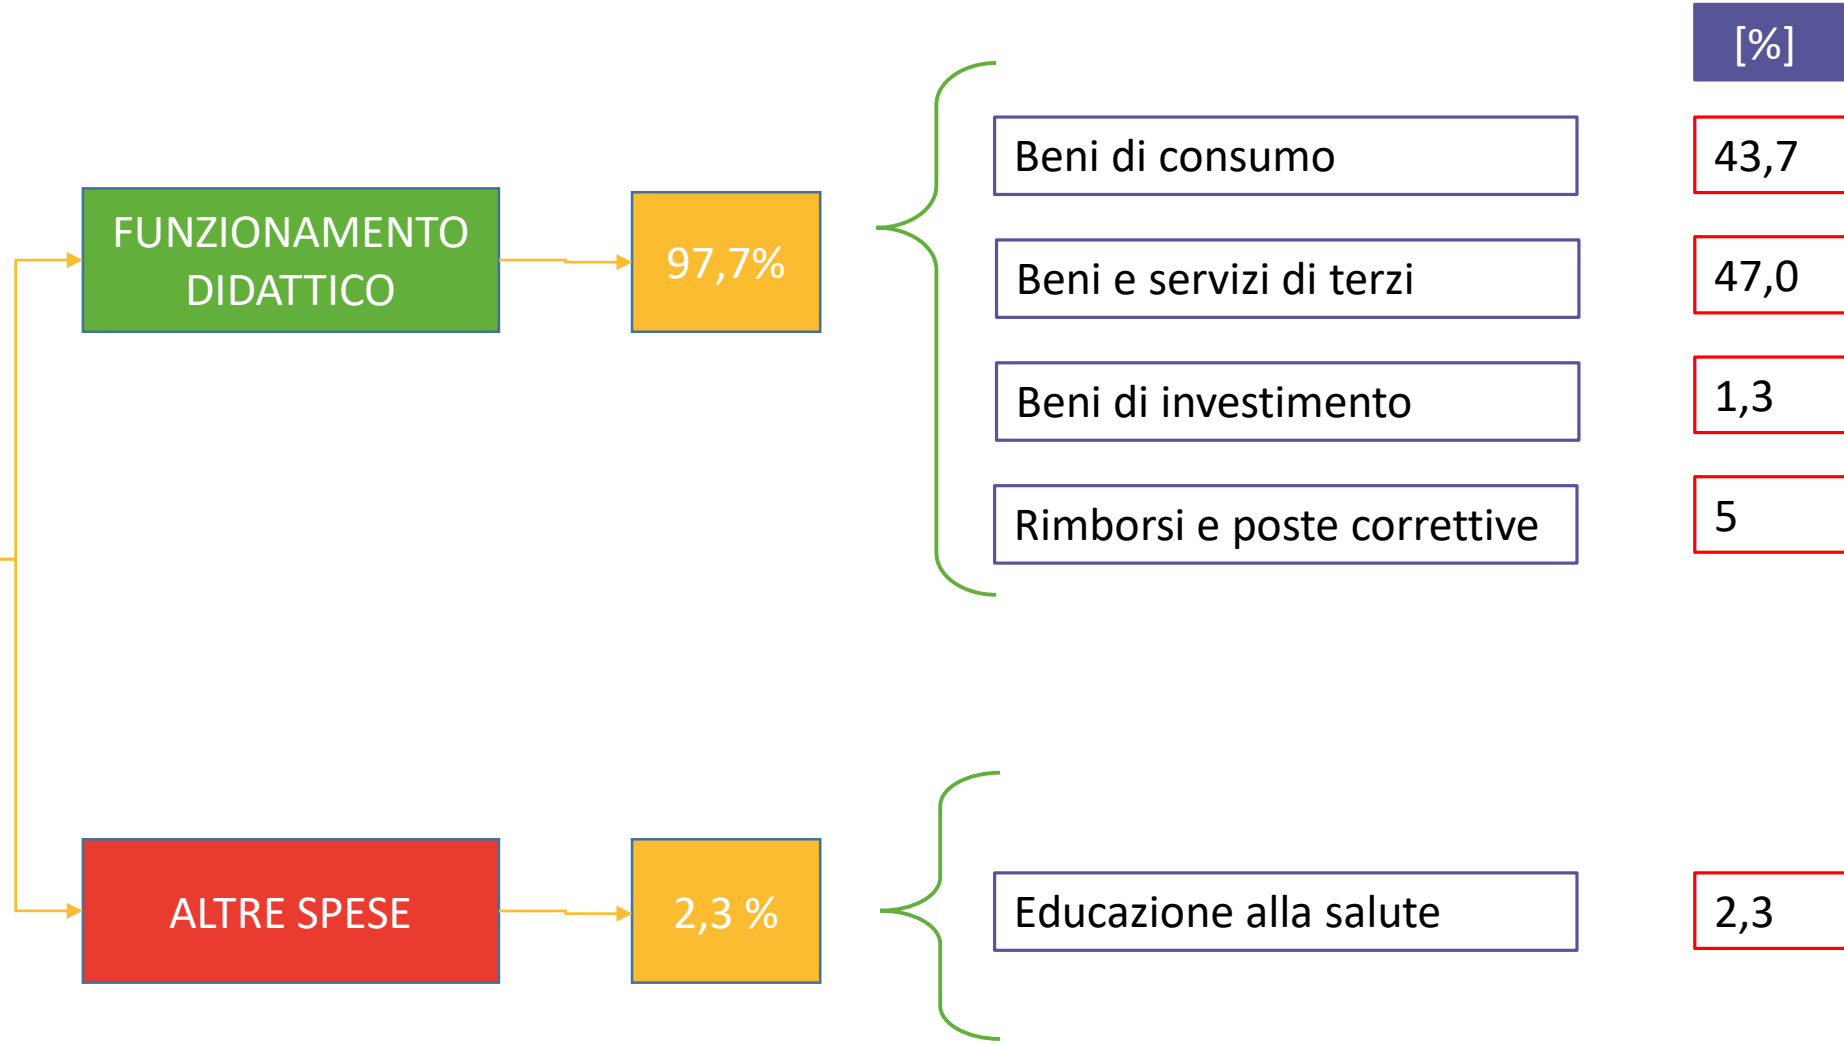 [%]
Beni di consumo 43,7
FUNZIONAMENTO
DIDATTICO
97,7%
Beni e servizi di terzi 47,0
Beni di investimento 1,3
Rimborsi e poste correttive 5
ALTRE SPESE
2,3 %
Educazione alla salute 2,3